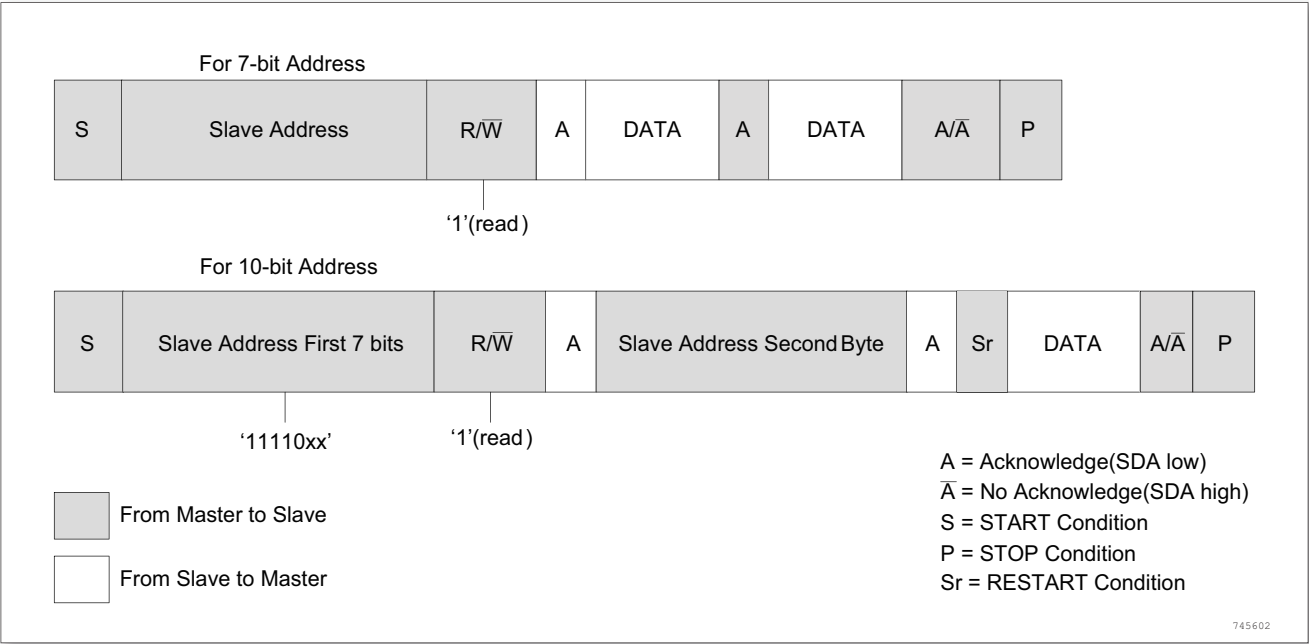 For 7-bit Address
S Slave Address R/W̅ A DATA A DATA A/A̅ P
‘1’(read)
For 10-bit Address
S Slave Address First 7 bits R/W̅ A Slave Address Second Byte A Sr DATA A/A̅ P
‘11110xx’ ‘1’(read)
A = Acknowledge(SDA low)
A̅ = No Acknowledge(SDA high)
From Master to Slave
S = START Condition
P = STOP Condition
From Slave to Master
Sr = RESTART Condition
745602